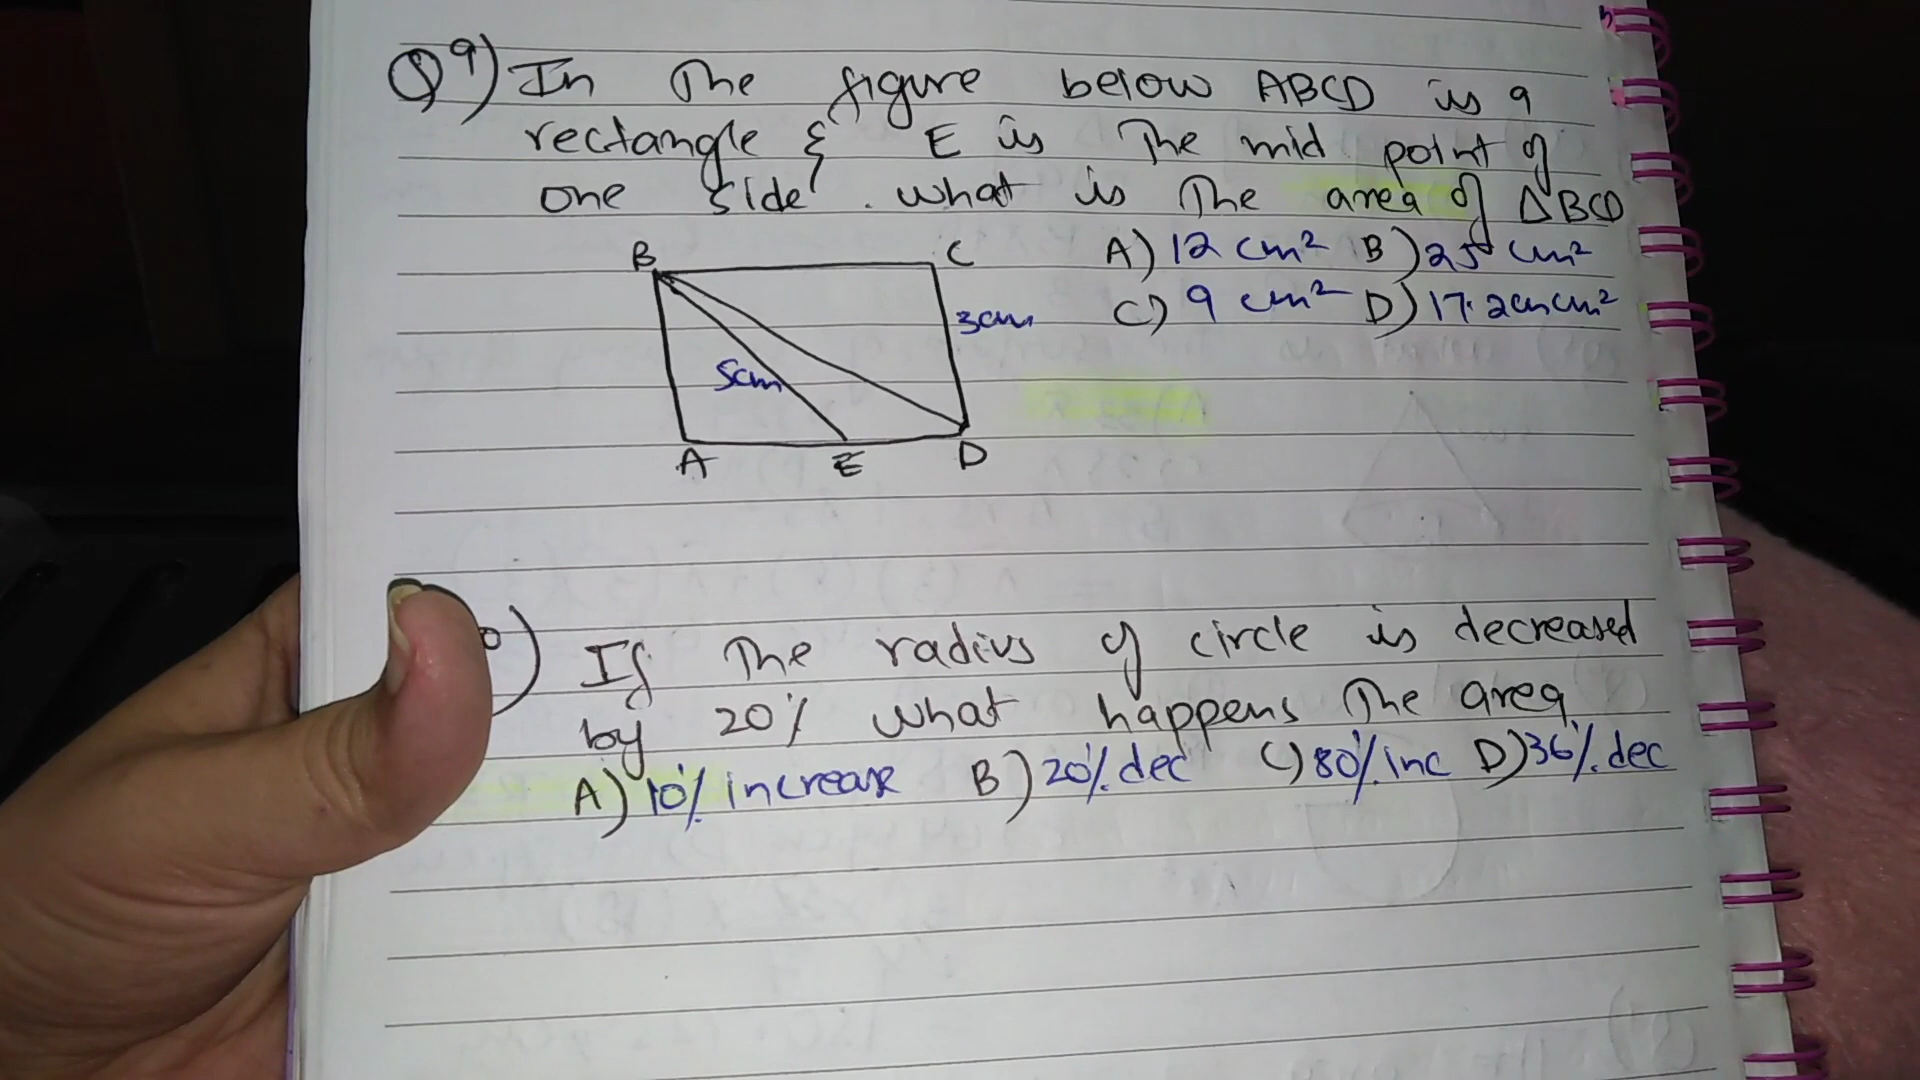 Q9) In The figure below ABCD is a
rectangle & E is The mid point of
one side. what is The area of ΔBCD
A) 12 cm² B) 25 cm²
C) 9 cm² D) 17.2cm cm²
B C
3cm
5cm
A E D
0) If The radius of circle is decreased
by 20% what happens The area
A) 10% increase B) 20% dec C) 80% inc D) 36% dec